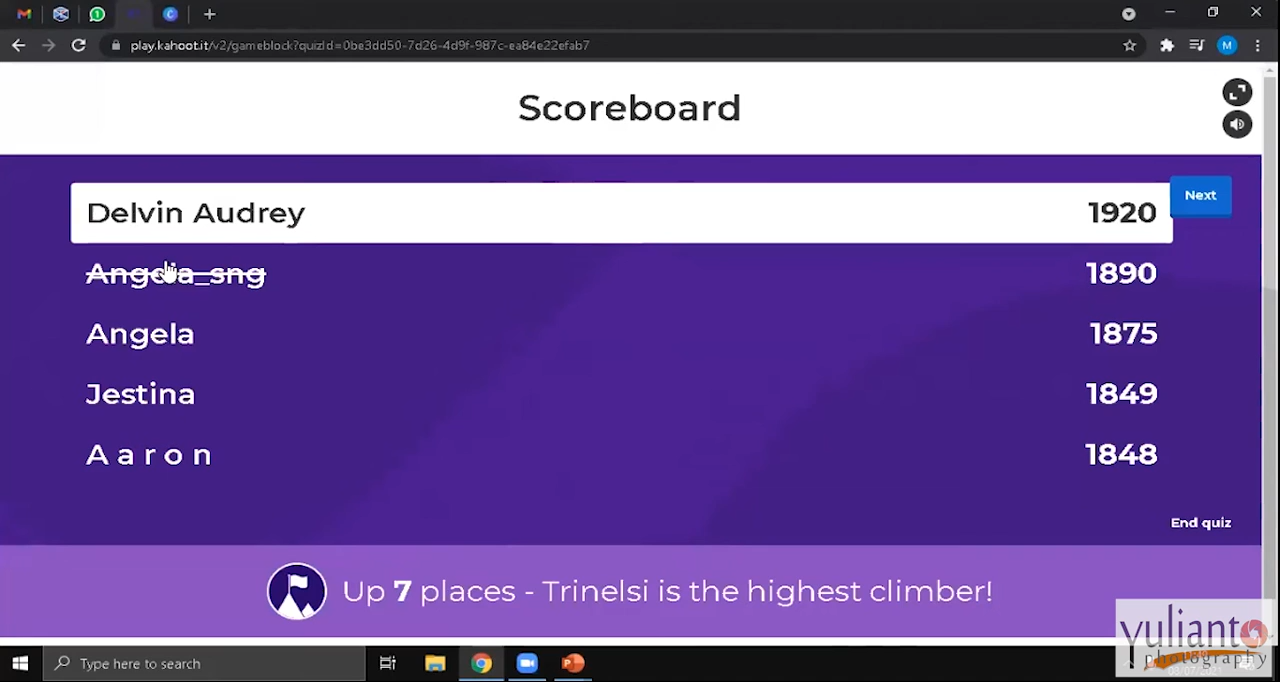 play.kahoot.it/v2/gameblock?quizId=0be3dd50-7d26-4d9f-987c-ea84e22efab7
M
Scoreboard
Delvin Audrey 1920
Next
Angelia_sng 1890
Angela 1875
Jestina 1849
A a r o n 1848
End quiz
Up 7 places - Trinelsi is the highest climber!
Type here to search
yulianto
photography